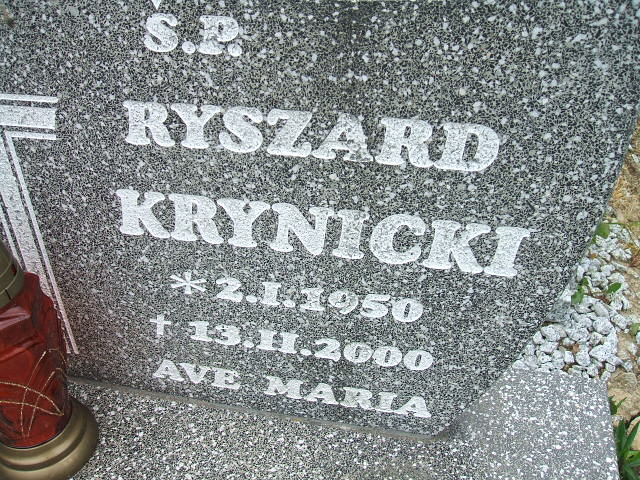 Ś.P.
RYSZARD
KRYNICKI
* 2.I.1950
+ 13.II.2000
AVE MARIA